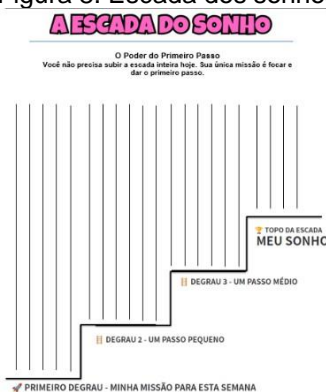 Figura 3: Escada dos sonho
A ESCADA DO SONHO
O Poder do Primeiro Passo
Você não precisa subir a escada inteira hoje. Sua única missão é focar e
dar o primeiro passo.
🏆 TOPO DA ESCADA
MEU SONHO
🪜 DEGRAU 3 - UM PASSO MÉDIO
🪜 DEGRAU 2 - UM PASSO PEQUENO
🚀 PRIMEIRO DEGRAU - MINHA MISSÃO PARA ESTA SEMANA